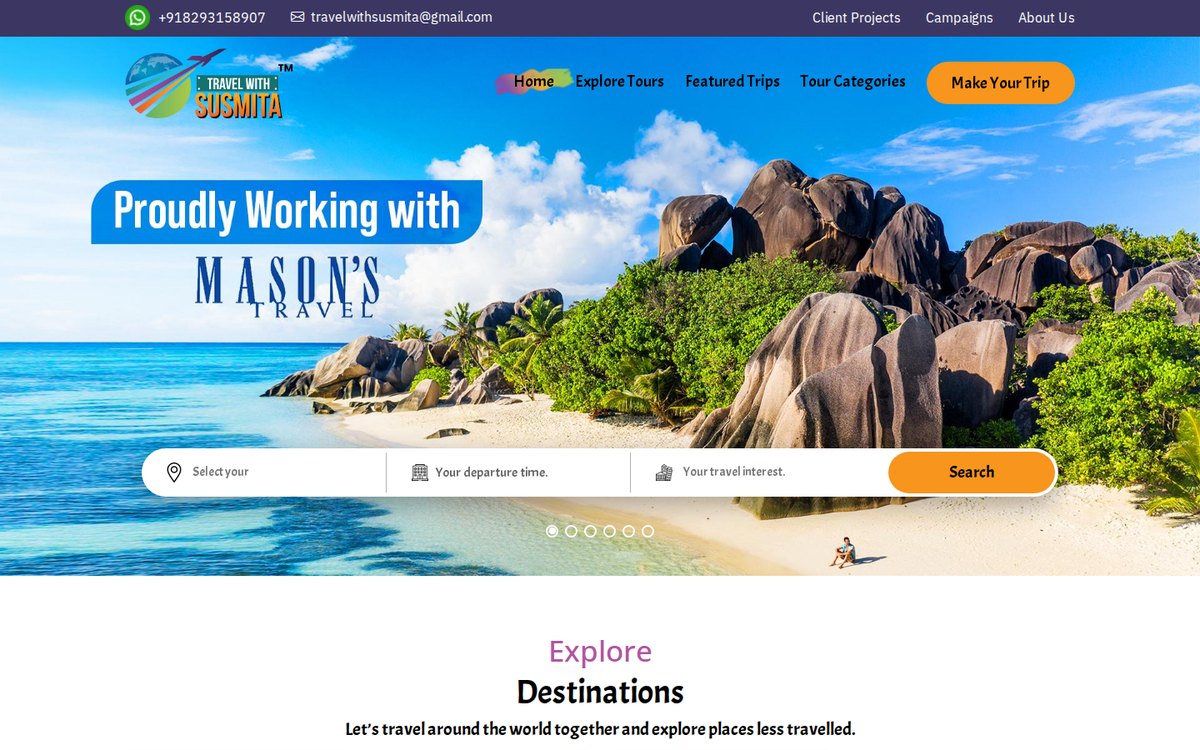 +918293158907 travelwithsusmita@gmail.com Client Projects Campaigns About Us
TRAVEL WITH
SUSMITA
TM
Home Explore Tours Featured Trips Tour Categories Make Your Trip
Proudly Working with
MASON'S
TRAVEL
Select your Your departure time. Your travel interest. Search
Explore
Destinations
Let's travel around the world together and explore places less travelled.